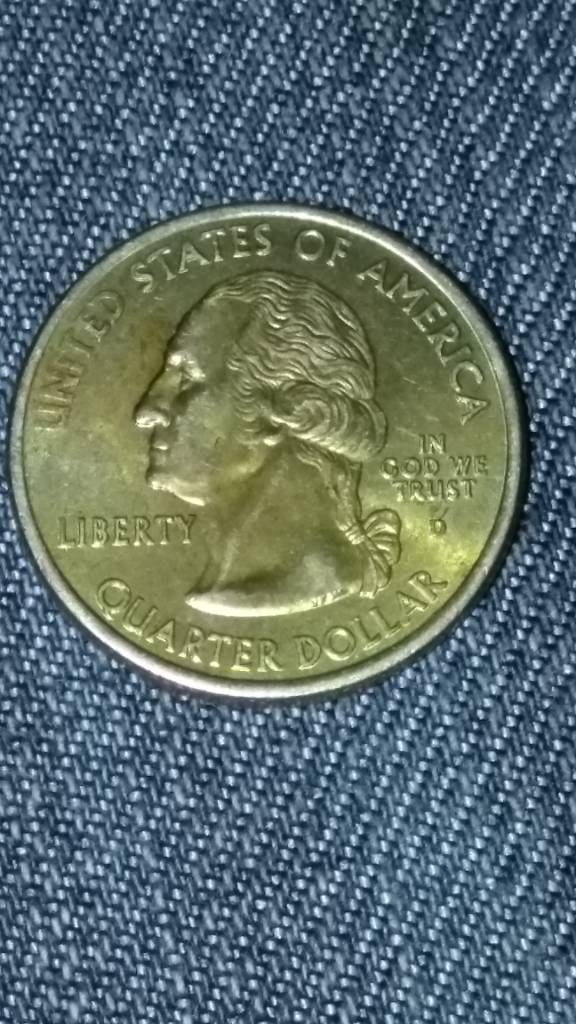 UNITED STATES OF AMERICA
IN
GOD WE
TRUST
LIBERTY
D
QUARTER DOLLAR